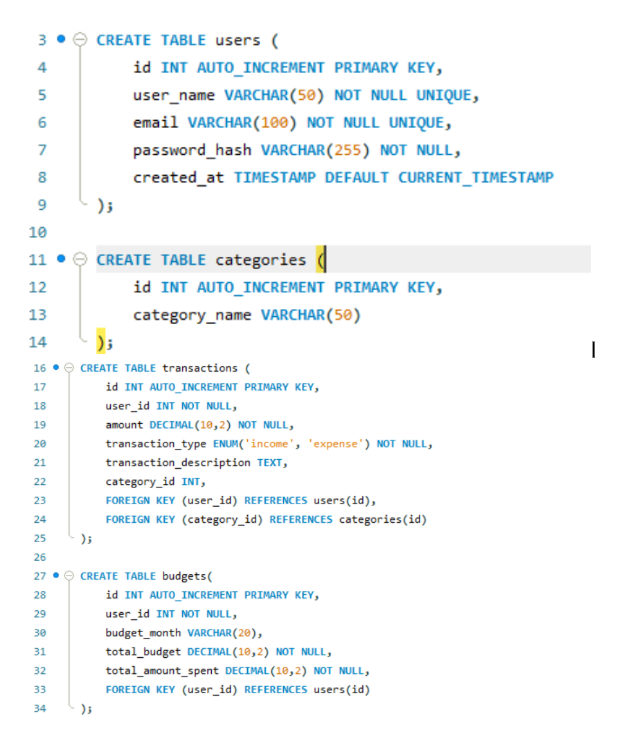 3 CREATE TABLE users (
4 id INT AUTO_INCREMENT PRIMARY KEY,
5 user_name VARCHAR(50) NOT NULL UNIQUE,
6 email VARCHAR(100) NOT NULL UNIQUE,
7 password_hash VARCHAR(255) NOT NULL,
8 created_at TIMESTAMP DEFAULT CURRENT_TIMESTAMP
9 );
10
11 CREATE TABLE categories (
12 id INT AUTO_INCREMENT PRIMARY KEY,
13 category_name VARCHAR(50)
14 );
16 CREATE TABLE transactions (
17 id INT AUTO_INCREMENT PRIMARY KEY,
18 user_id INT NOT NULL,
19 amount DECIMAL(10,2) NOT NULL,
20 transaction_type ENUM('income', 'expense') NOT NULL,
21 transaction_description TEXT,
22 category_id INT,
23 FOREIGN KEY (user_id) REFERENCES users(id),
24 FOREIGN KEY (category_id) REFERENCES categories(id)
25 );
26
27 CREATE TABLE budgets(
28 id INT AUTO_INCREMENT PRIMARY KEY,
29 user_id INT NOT NULL,
30 budget_month VARCHAR(20),
31 total_budget DECIMAL(10,2) NOT NULL,
32 total_amount_spent DECIMAL(10,2) NOT NULL,
33 FOREIGN KEY (user_id) REFERENCES users(id)
34 );